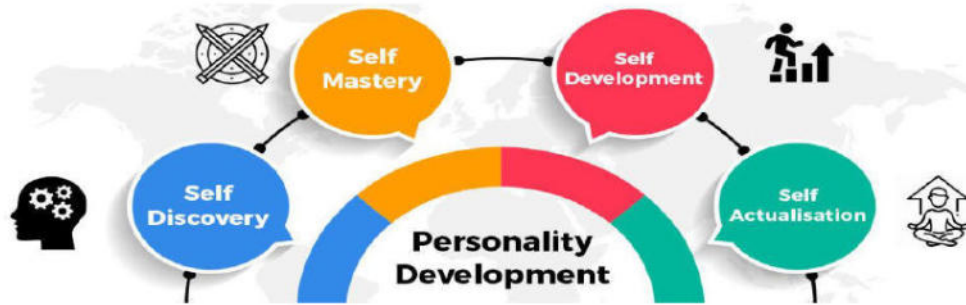 Self
Mastery
Self
Development
Self
Discovery
Self
Actualisation
Personality
Development